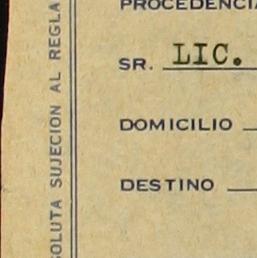 PROCEDENCIA
SR. LIC.
DOMICILIO
DESTINO
SOLUTA SUJECION AL REGLA